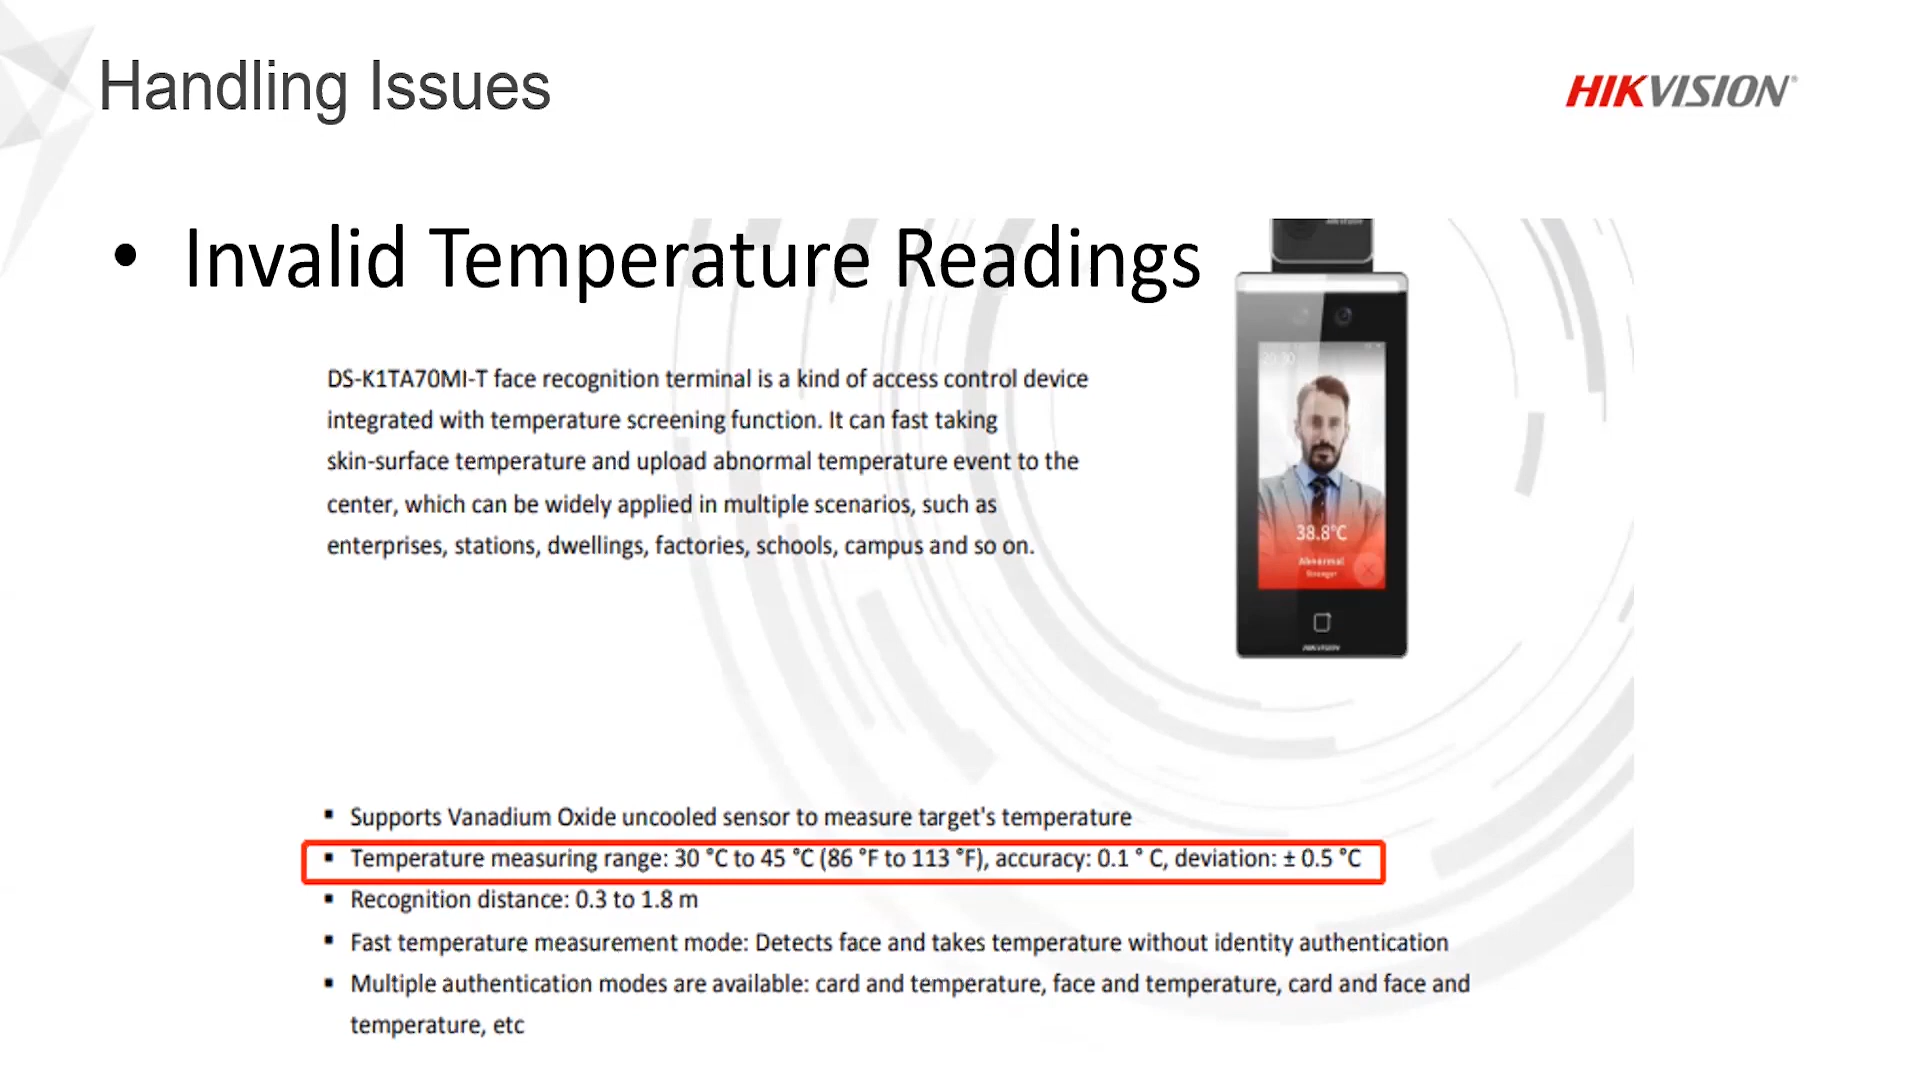 Handling Issues
HIKVISION®
• Invalid Temperature Readings
DS-K1TA70MI-T face recognition terminal is a kind of access control device
integrated with temperature screening function. It can fast taking
skin-surface temperature and upload abnormal temperature event to the
center, which can be widely applied in multiple scenarios, such as
enterprises, stations, dwellings, factories, schools, campus and so on.
20:30
38.8°C
Abnormal
Stranger
HIKVISION
▪ Supports Vanadium Oxide uncooled sensor to measure target's temperature
▪ Temperature measuring range: 30 °C to 45 °C (86 °F to 113 °F), accuracy: 0.1 ° C, deviation: ± 0.5 °C
▪ Recognition distance: 0.3 to 1.8 m
▪ Fast temperature measurement mode: Detects face and takes temperature without identity authentication
▪ Multiple authentication modes are available: card and temperature, face and temperature, card and face and
temperature, etc